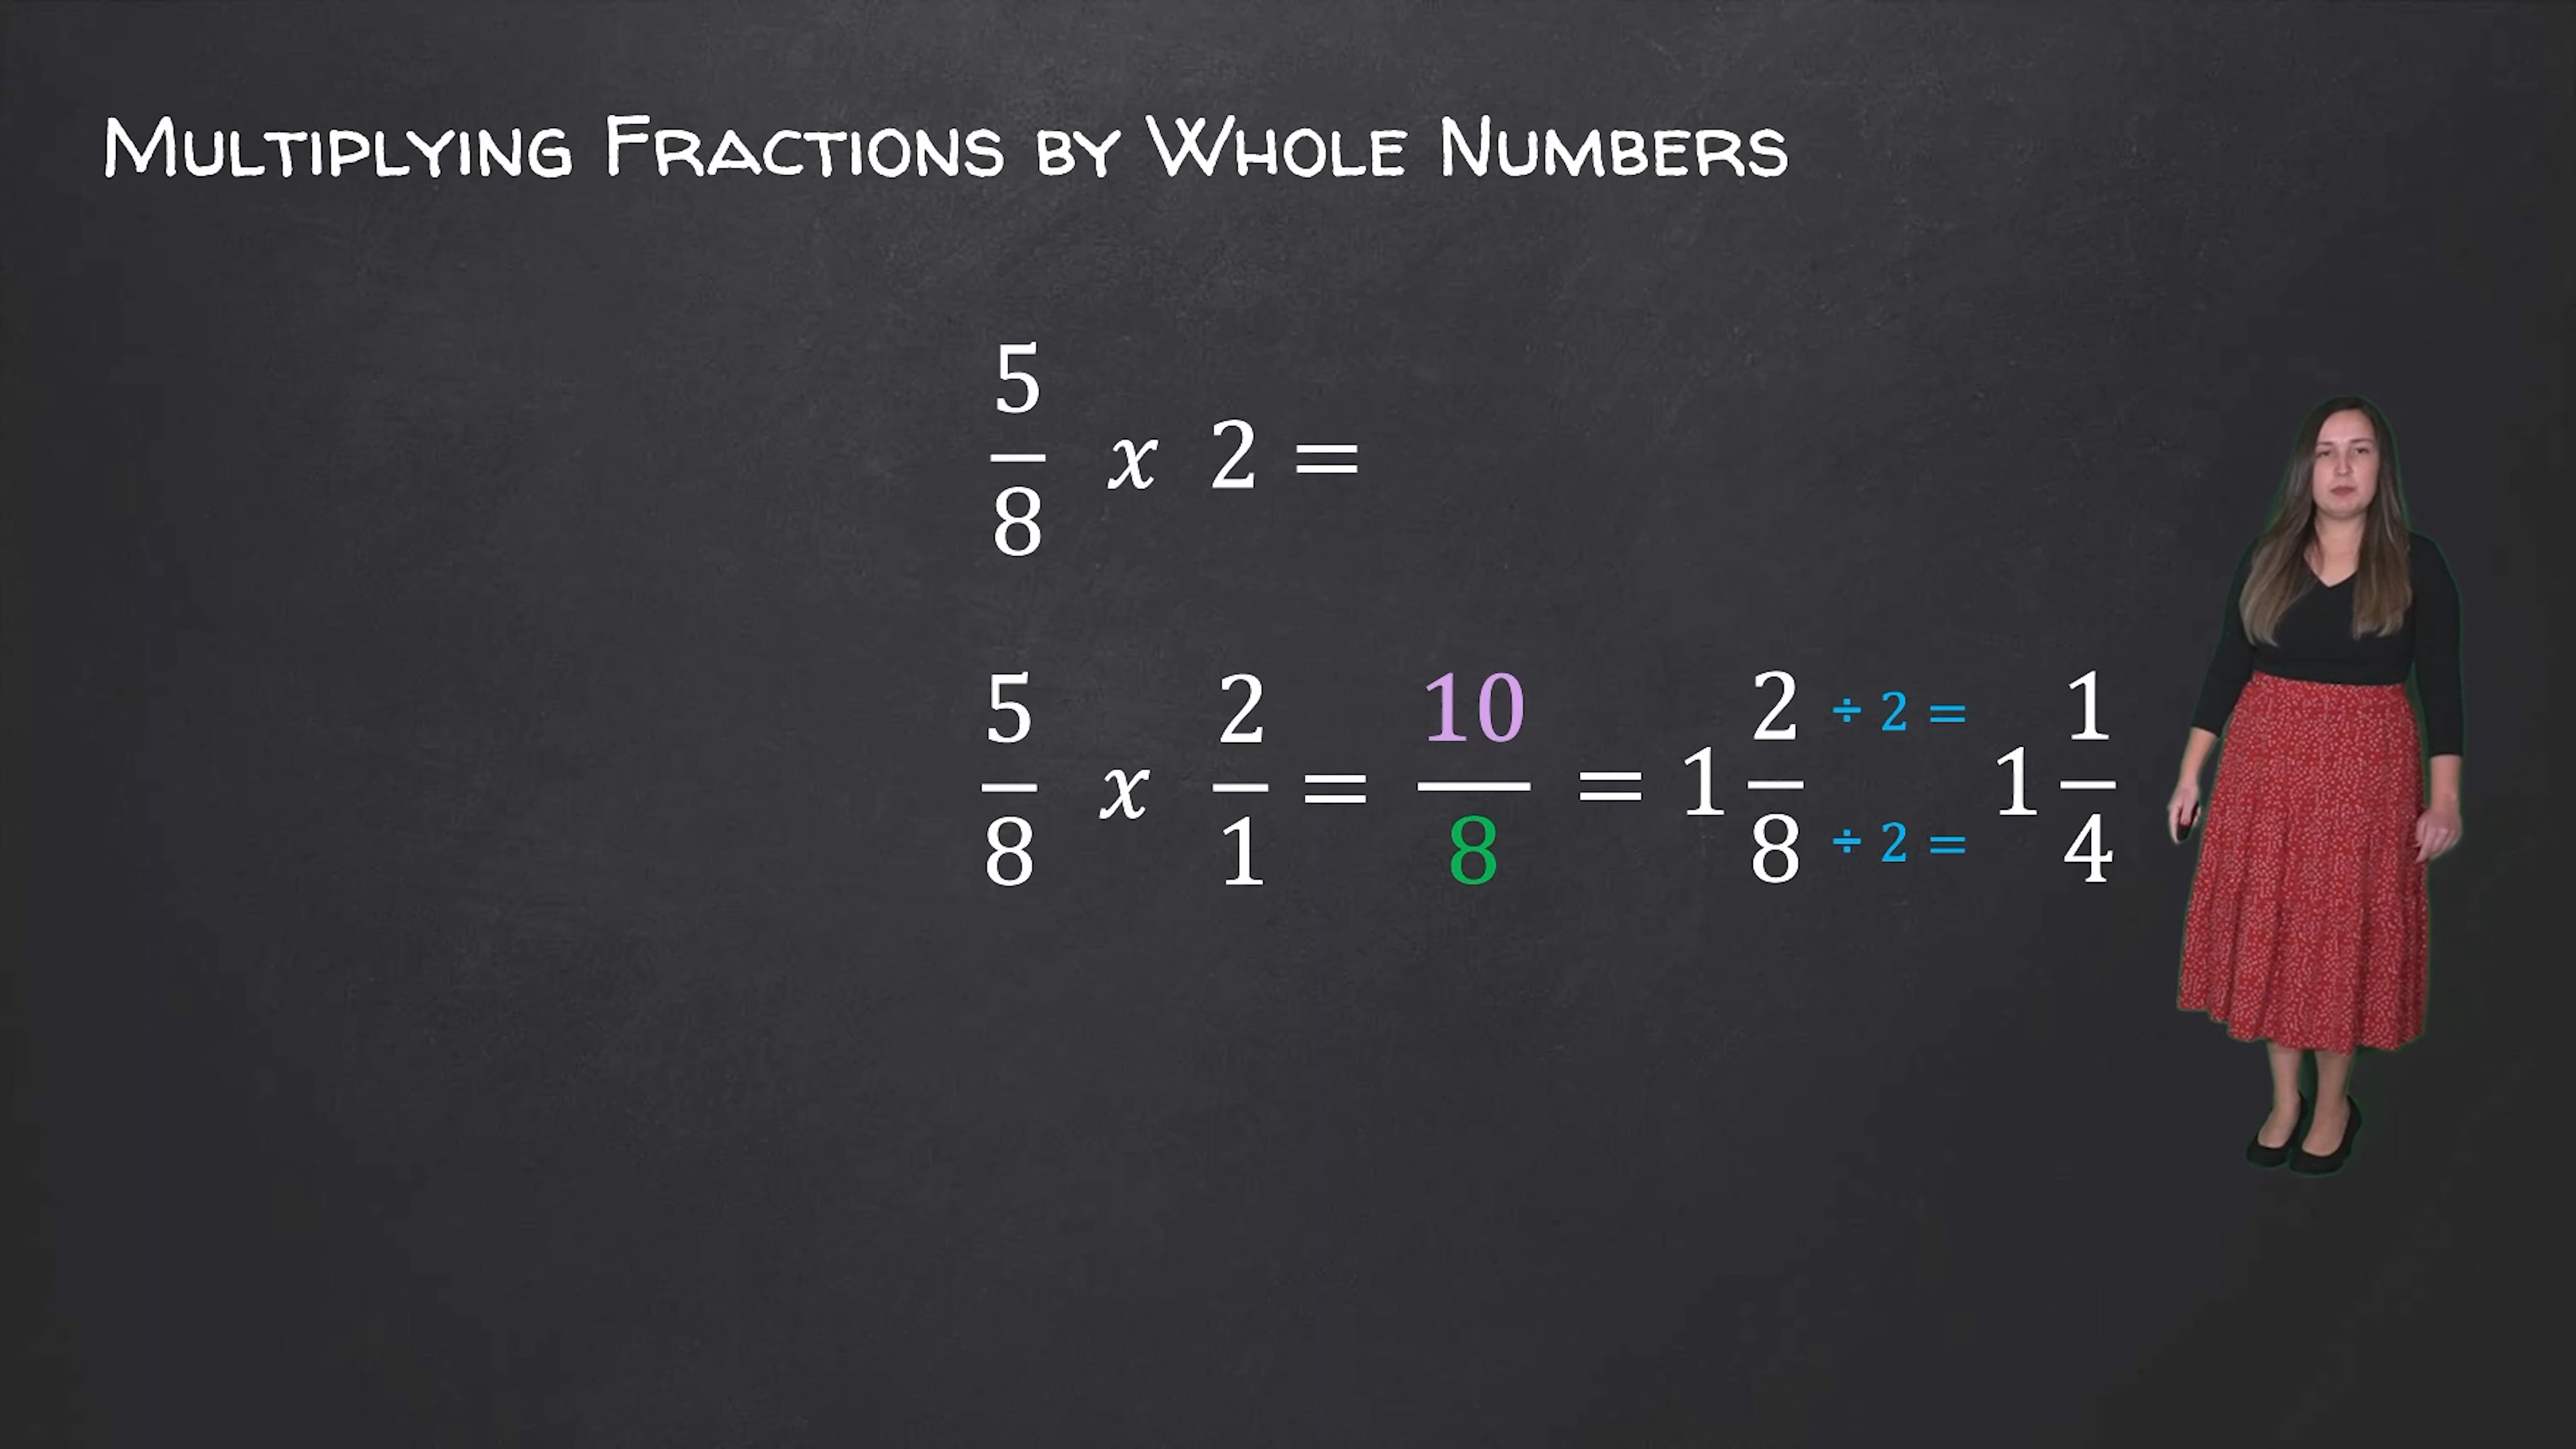 Multiplying Fractions by Whole Numbers
5/8 x 2 =
5/8 x 2/1 = 10/8 = 1 2/8 ÷ 2 = ÷ 2 = 1 1/4